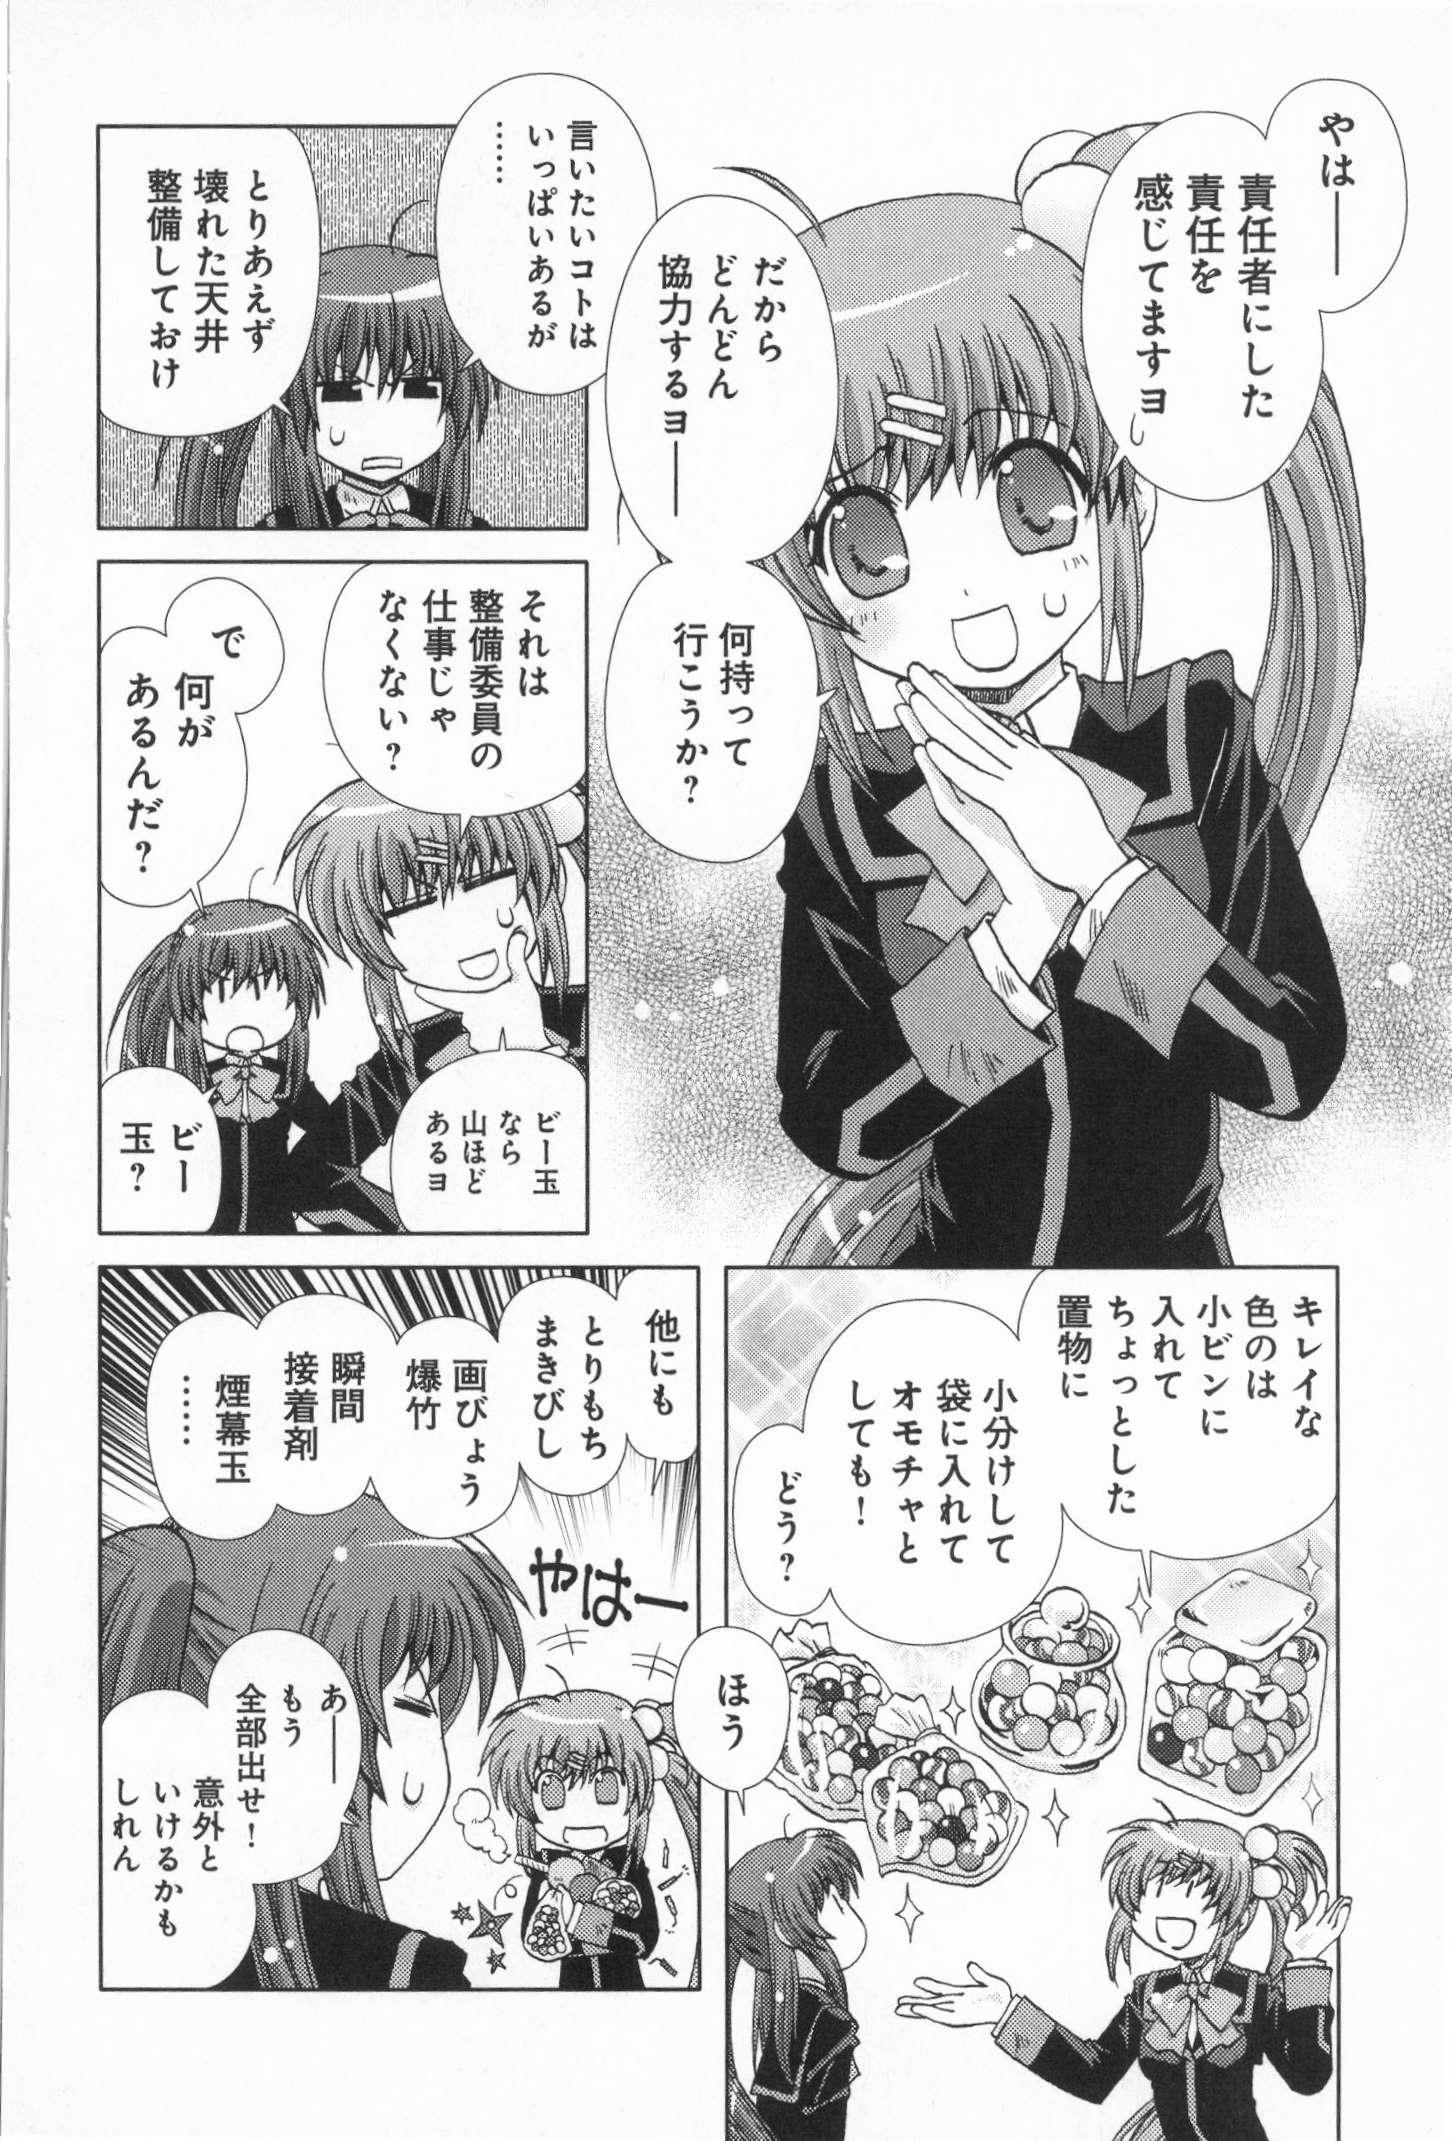 やはー
責任者にした
責任を
感じてますヨ
だから
どんどん
協力するヨー
何持って
行こうか?
言いたいコトは
いっぱいあるが
……
とりあえず
壊れた天井
整備しておけ
それは
整備委員の
仕事じゃ
なくない?
で
何が
あるんだ?
ビー玉
なら
山ほど
あるヨ
ビー
玉?
キレイな
色のは
小ビンに
入れて
ちょっとした
置物に
小分けして
袋に入れて
オモチャと
しても!
どう?
ほう
他にも
とりもち
まきびし
画びょう
爆竹
瞬間
接着剤
煙幕玉
……
やはー
あー
もう
全部出せ!
意外と
いけるかも
しれん